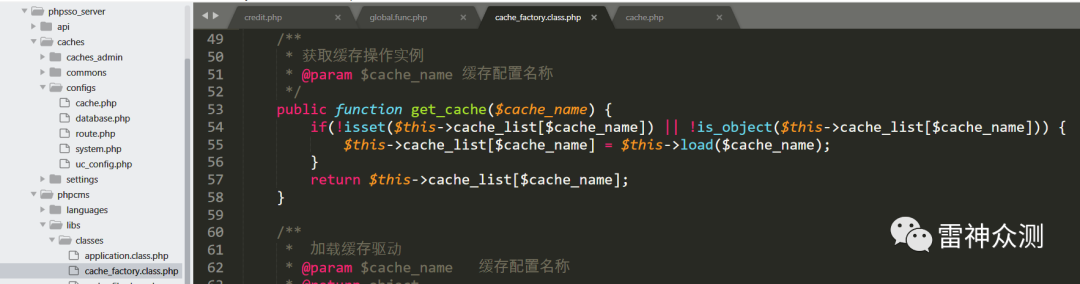 phpsso_server
api
caches
caches_admin
commons
configs
cache.php
database.php
route.php
system.php
uc_config.php
settings
phpcms
languages
libs
classes
application.class.php
cache_factory.class.php
credit.php × global.func.php × cache_factory.class.php × cache.php ×
49 /**
50 * 获取缓存操作实例
51 * @param $cache_name 缓存配置名称
52 */
53 public function get_cache($cache_name) {
54 if(!isset($this->cache_list[$cache_name]) || !is_object($this->cache_list[$cache_name])) {
55 $this->cache_list[$cache_name] = $this->load($cache_name);
56 }
57 return $this->cache_list[$cache_name];
58 }
59
60 /**
61 * 加载缓存驱动
62 * @param $cache_name 缓存配置名称
* @return object
雷神众测